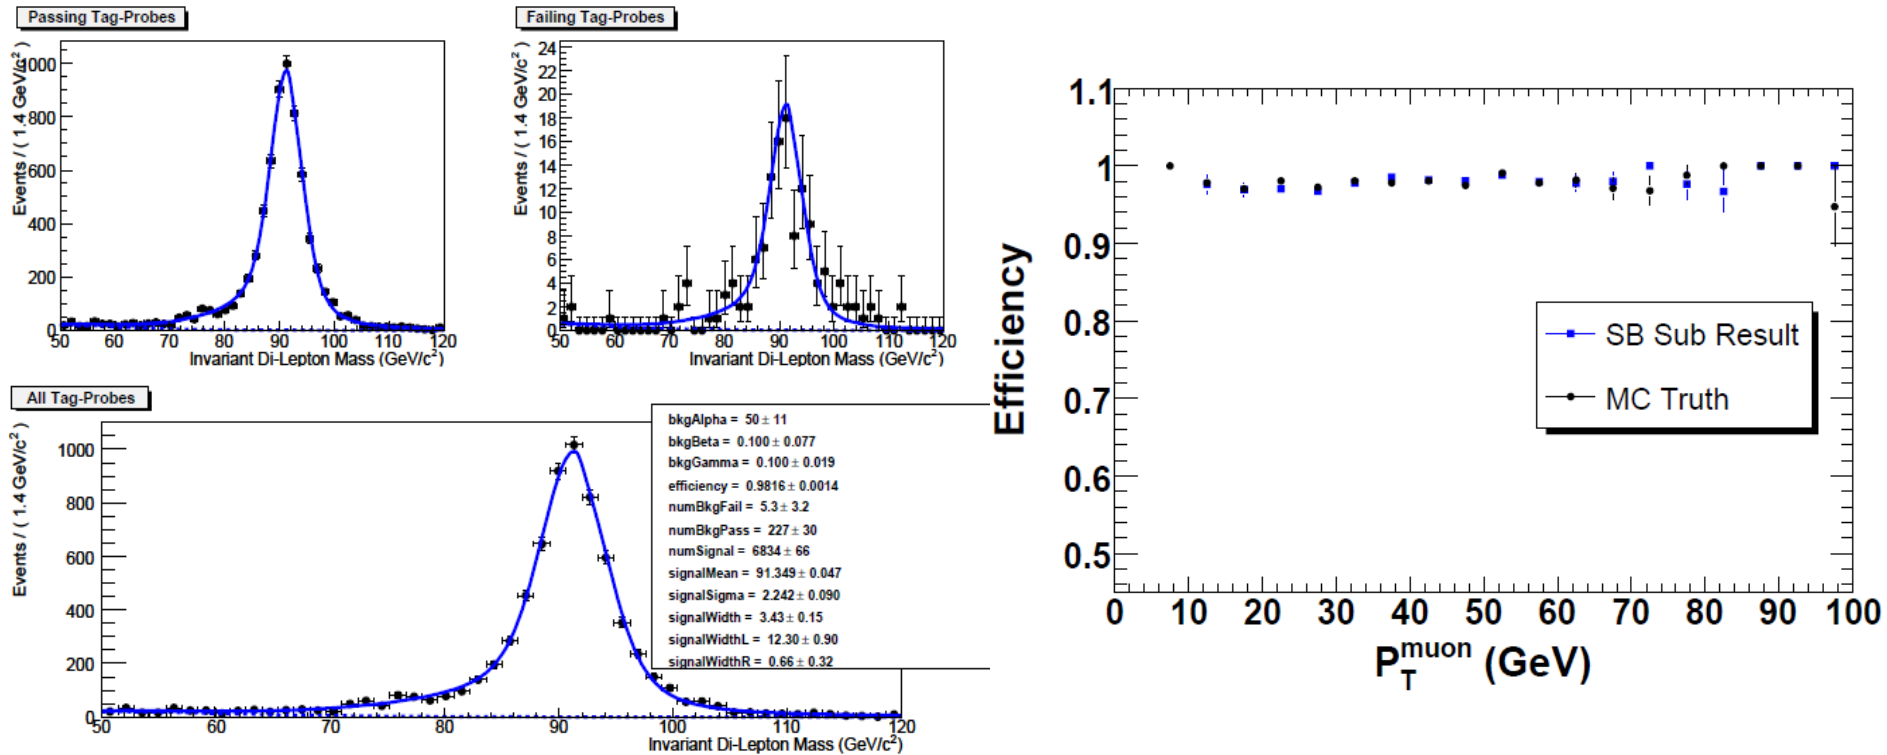 Passing Tag-Probes
Events / ( 1.4 GeV/c² )
1000
800
600
400
200
0
50 60 70 80 90 100 110 120
Invariant Di-Lepton Mass (GeV/c²)
Failing Tag-Probes
Events / ( 1.4 GeV/c² )
24
22
20
18
16
14
12
10
8
6
4
2
0
50 60 70 80 90 100 110 120
Invariant Di-Lepton Mass (GeV/c²)
All Tag-Probes
Events / ( 1.4 GeV/c² )
1000
800
600
400
200
0
50 60 70 80 90 100 110 120
Invariant Di-Lepton Mass (GeV/c²)
bkgAlpha = 50 ± 11
bkgBeta = 0.100 ± 0.077
bkgGamma = 0.100 ± 0.019
efficiency = 0.9816 ± 0.0014
numBkgFail = 5.3 ± 3.2
numBkgPass = 227 ± 30
numSignal = 6834 ± 66
signalMean = 91.349 ± 0.047
signalSigma = 2.242 ± 0.090
signalWidth = 3.43 ± 0.15
signalWidthL = 12.30 ± 0.90
signalWidthR = 0.66 ± 0.32
Efficiency
1.1
1
0.9
0.8
0.7
0.6
0.5
0 10 20 30 40 50 60 70 80 90 100
P_T^muon (GeV)
SB Sub Result
MC Truth